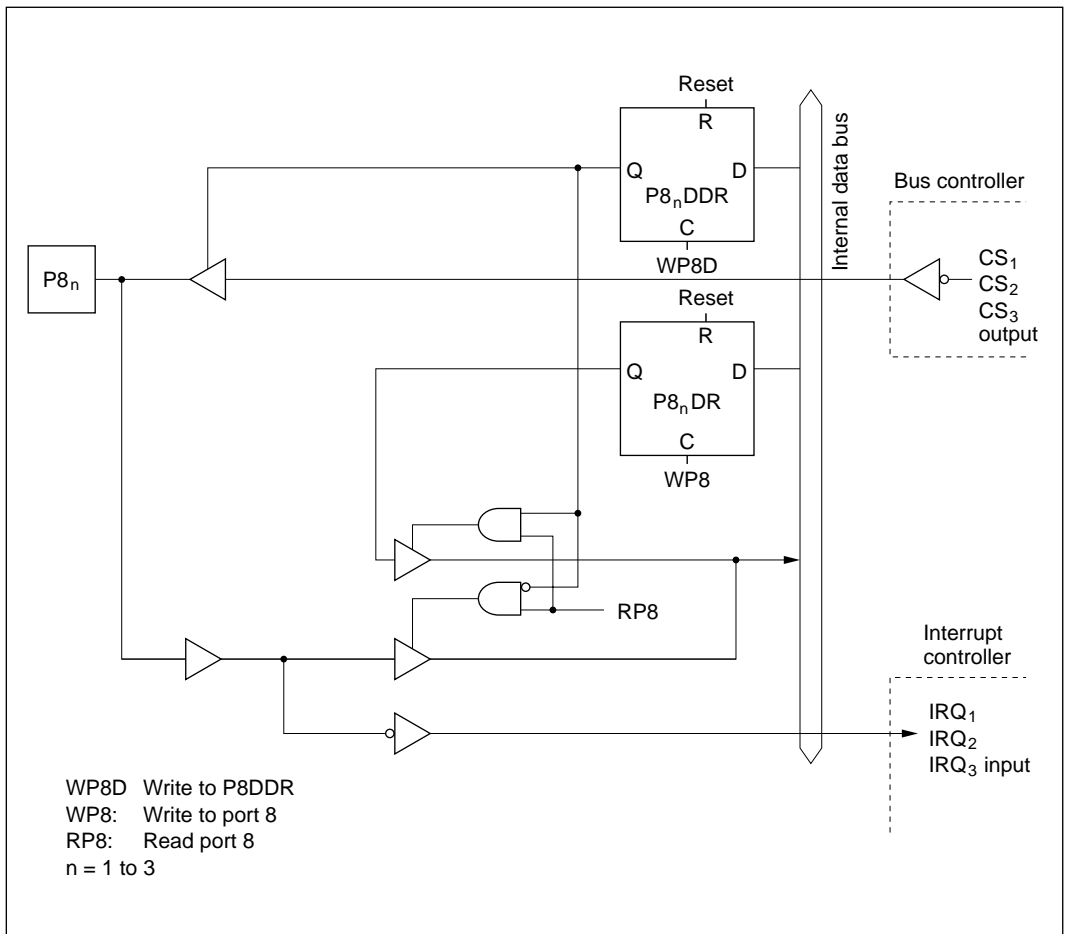 Reset
R
Q
D
P8nDDR
C
WP8D
Internal data bus
Bus controller
CS1
CS2
CS3
output
P8n
Reset
R
Q
D
P8nDR
C
WP8
RP8
Interrupt
controller
IRQ1
IRQ2
IRQ3 input
WP8D Write to P8DDR
WP8: Write to port 8
RP8: Read port 8
n = 1 to 3